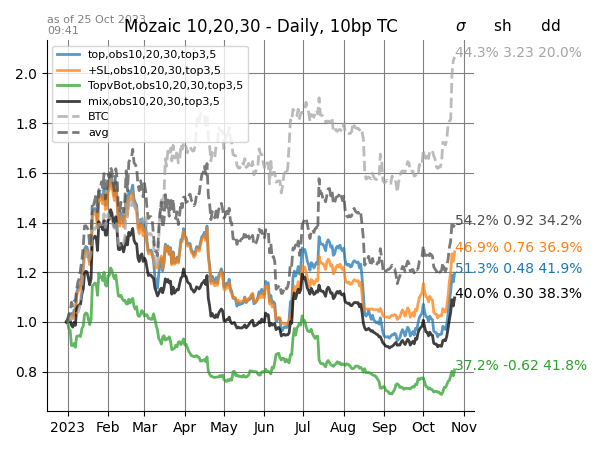 as of 25 Oct 2023
09:41
Mozaic 10,20,30 - Daily, 10bp TC
σ sh dd
top,obs10,20,30,top3,5
+SL,obs10,20,30,top3,5
TopvBot,obs10,20,30,top3,5
mix,obs10,20,30,top3,5
BTC
avg
44.3% 3.23 20.0%
54.2% 0.92 34.2%
46.9% 0.76 36.9%
51.3% 0.48 41.9%
40.0% 0.30 38.3%
37.2% -0.62 41.8%
2.0
1.8
1.6
1.4
1.2
1.0
0.8
2023 Feb Mar Apr May Jun Jul Aug Sep Oct Nov